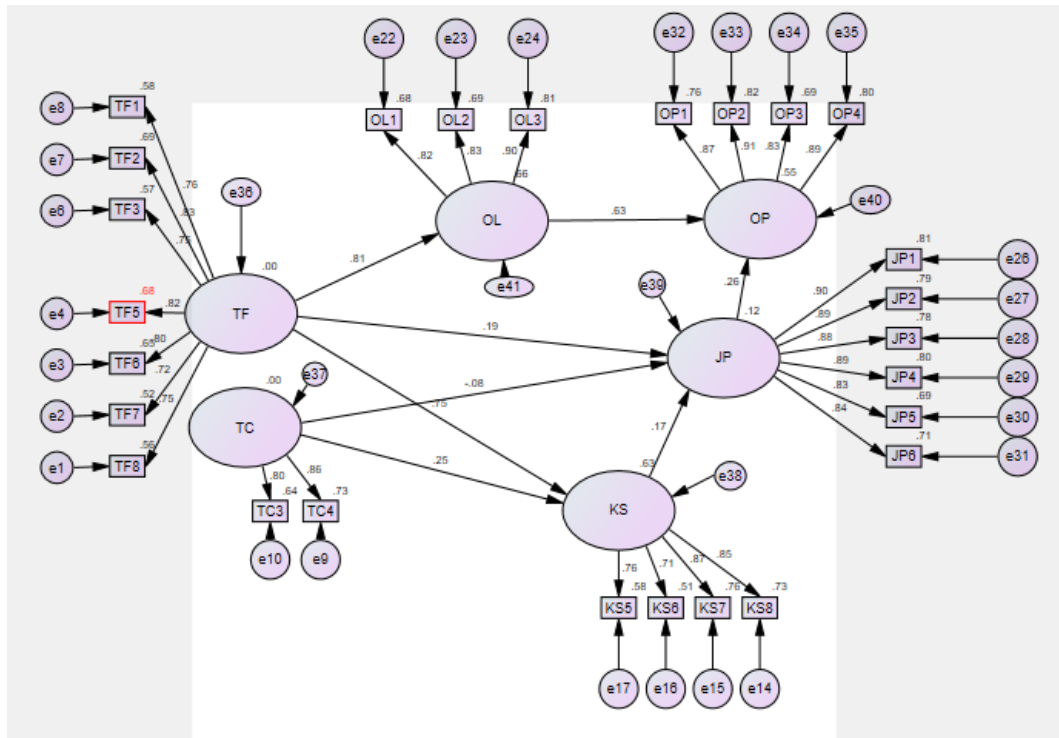 e22 e23 e24 e32 e33 e34 e35
.68 .69 .81 .76 .82 .69 .80
OL1 OL2 OL3 OP1 OP2 OP3 OP4
.82 .83 .90 .87 .91 .83 .89
e8 .58 TF1
e7 .69 TF2
e6 .57 TF3
e4 .68 TF5
e3 .65 TF6
e2 .52 TF7
e1 .56 TF8
.76
.83
.75
.82
.80
.72
.75
e36
.00
TF
.66
OL
e41
.81
.63
.55
OP
e40
.26
e39
.12
JP
.19
-.08
.75
.25
.17
.00
e37
TC
.80 .86
.64 .73
TC3 TC4
e10 e9
.63
KS
e38
.76 .71 .87 .85
.58 .51 .76 .73
KS5 KS6 KS7 KS8
e17 e16 e15 e14
.90 .81 JP1 e26
.89 .79 JP2 e27
.88 .78 JP3 e28
.89 .80 JP4 e29
.83 .69 JP5 e30
.84 .71 JP6 e31